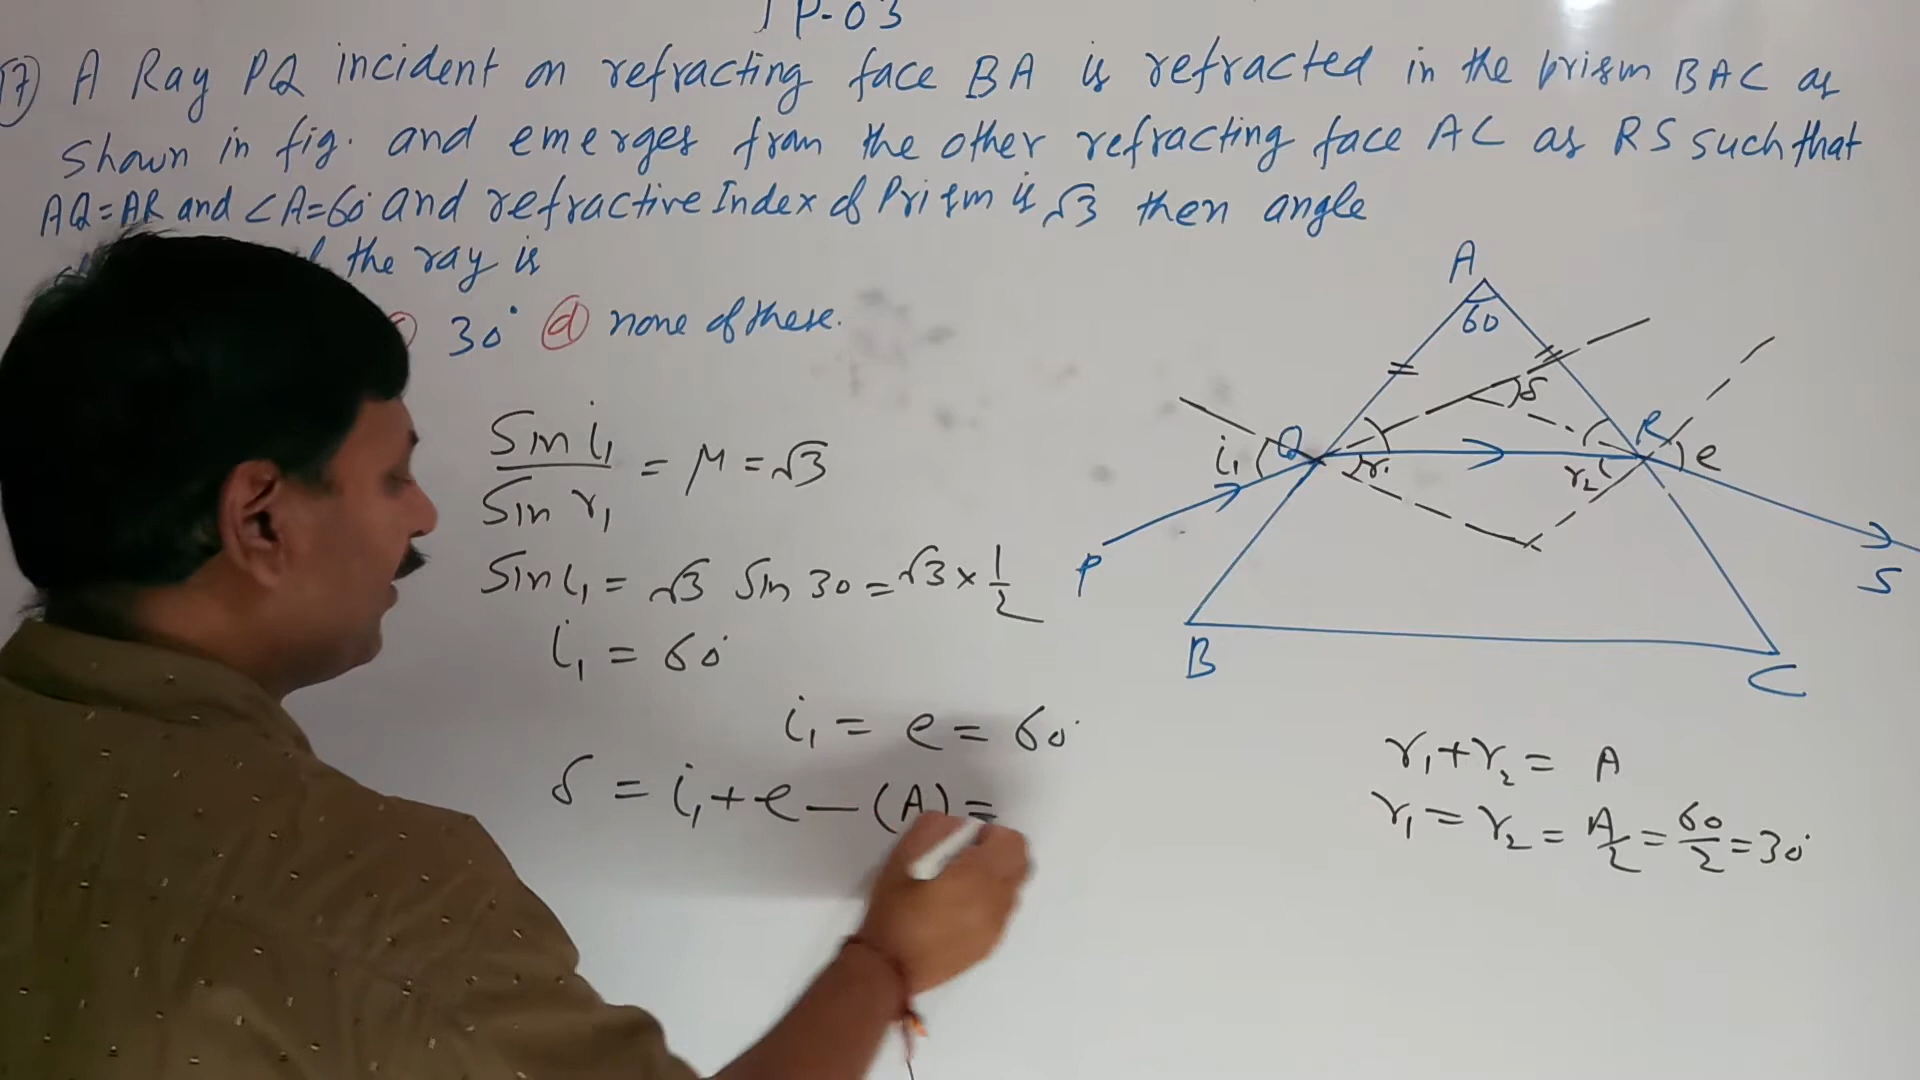 TP-03
17) A Ray PQ incident on refracting face BA is refracted in the prism BAC as
Shown in fig. and emerges from the other refracting face AC as RS such that
AQ=AR and ∠A=60° and refractive Index of Prism is √3 then angle
the ray is
30° (d) none of these.
Sin i₁ / Sin r₁ = μ = √3
Sin i₁ = √3 Sin 30 = √3 × 1/2
i₁ = 60°
i₁ = e = 60°
δ = i₁ + e – (A) =
A
60
δ
Q
R
i₁
r₁
r₂
e
P
S
B
C
r₁ + r₂ = A
r₁ = r₂ = A/2 = 60/2 = 30°